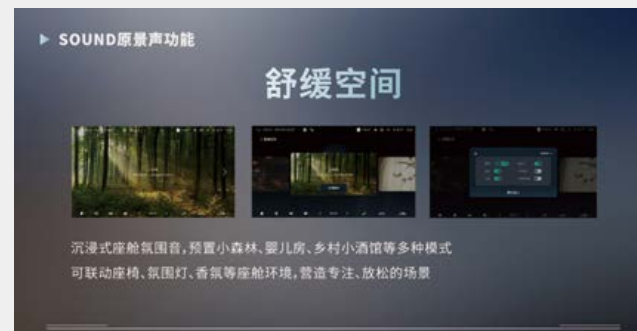 SOUND原景声功能
舒缓空间
沉浸式座舱氛围音,预置小森林、婴儿房、乡村小酒馆等多种模式
可联动座椅、氛围灯、香氛等座舱环境,营造专注、放松的场景